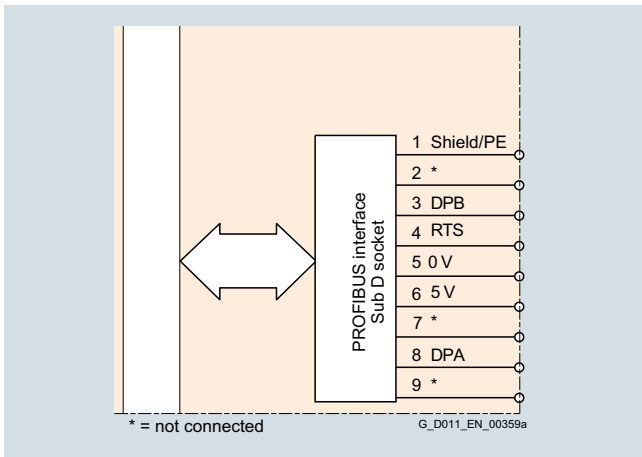 1 Shield/PE
2 *
3 DPB
4 RTS
5 0 V
6 5 V
7 *
8 DPA
9 *
PROFIBUS interface
Sub D socket
* = not connected
G_D011_EN_00359a